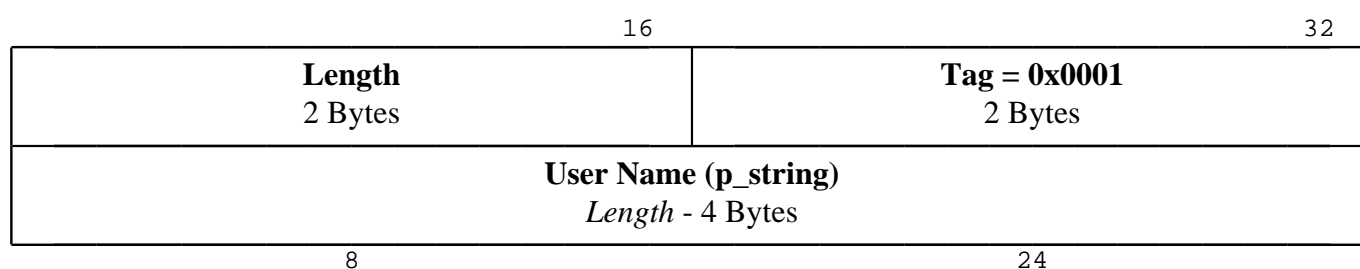 16 32
Length Tag = 0x0001
2 Bytes 2 Bytes
User Name (p_string)
Length - 4 Bytes
8 24